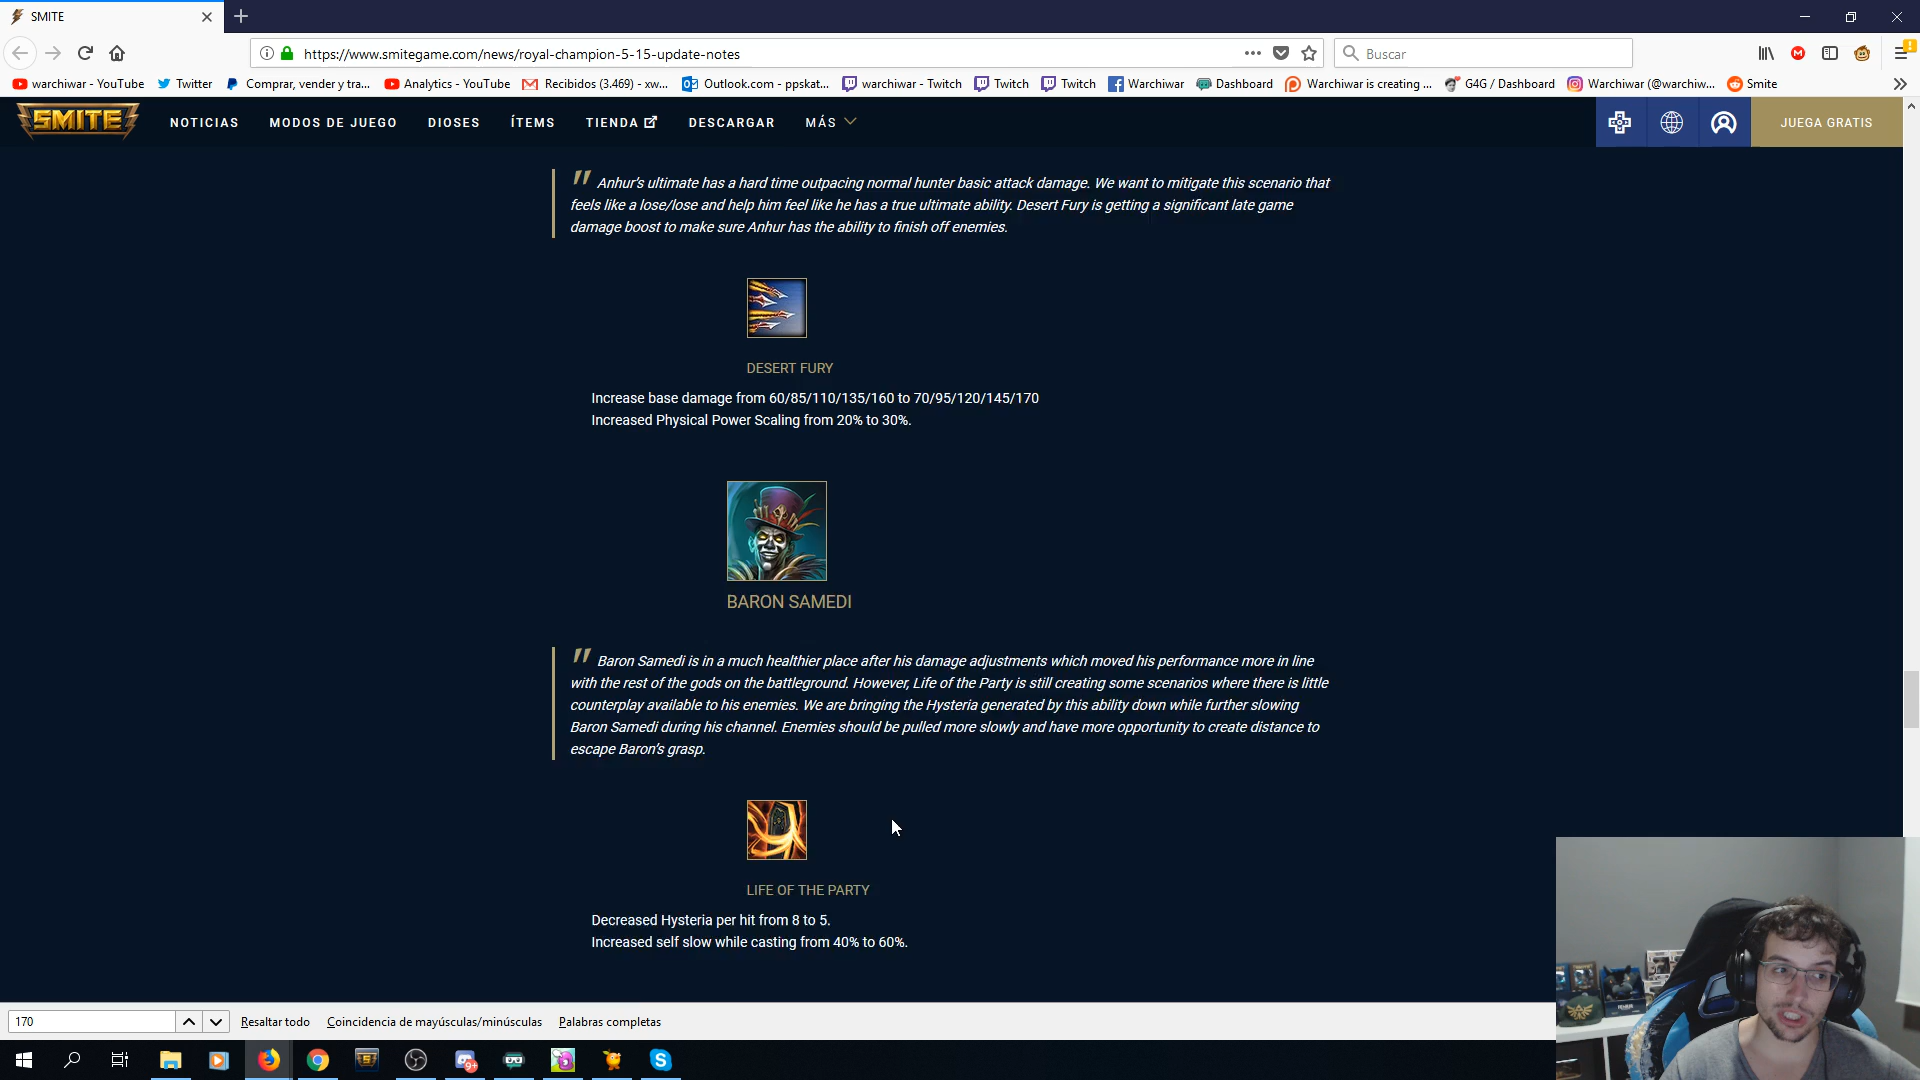 SMITE
https://www.smitegame.com/news/royal-champion-5-15-update-notes
Buscar
warchiwar - YouTube
Twitter
Comprar, vender y tra...
Analytics - YouTube
Recibidos (3.469) - xw...
Outlook.com - ppskat...
warchiwar - Twitch
Twitch
Twitch
Warchiwar
Dashboard
Warchiwar is creating ...
G4G / Dashboard
Warchiwar (@warchiw...
Smite
SMITE
NOTICIAS
MODOS DE JUEGO
DIOSES
ÍTEMS
TIENDA
DESCARGAR
MÁS
JUEGA GRATIS
" Anhur's ultimate has a hard time outpacing normal hunter basic attack damage. We want to mitigate this scenario that
feels like a lose/lose and help him feel like he has a true ultimate ability. Desert Fury is getting a significant late game
damage boost to make sure Anhur has the ability to finish off enemies.
DESERT FURY
Increase base damage from 60/85/110/135/160 to 70/95/120/145/170
Increased Physical Power Scaling from 20% to 30%.
BARON SAMEDI
" Baron Samedi is in a much healthier place after his damage adjustments which moved his performance more in line
with the rest of the gods on the battleground. However, Life of the Party is still creating some scenarios where there is little
counterplay available to his enemies. We are bringing the Hysteria generated by this ability down while further slowing
Baron Samedi during his channel. Enemies should be pulled more slowly and have more opportunity to create distance to
escape Baron's grasp.
LIFE OF THE PARTY
Decreased Hysteria per hit from 8 to 5.
Increased self slow while casting from 40% to 60%.
170
Resaltar todo
Coincidencia de mayúsculas/minúsculas
Palabras completas
9+